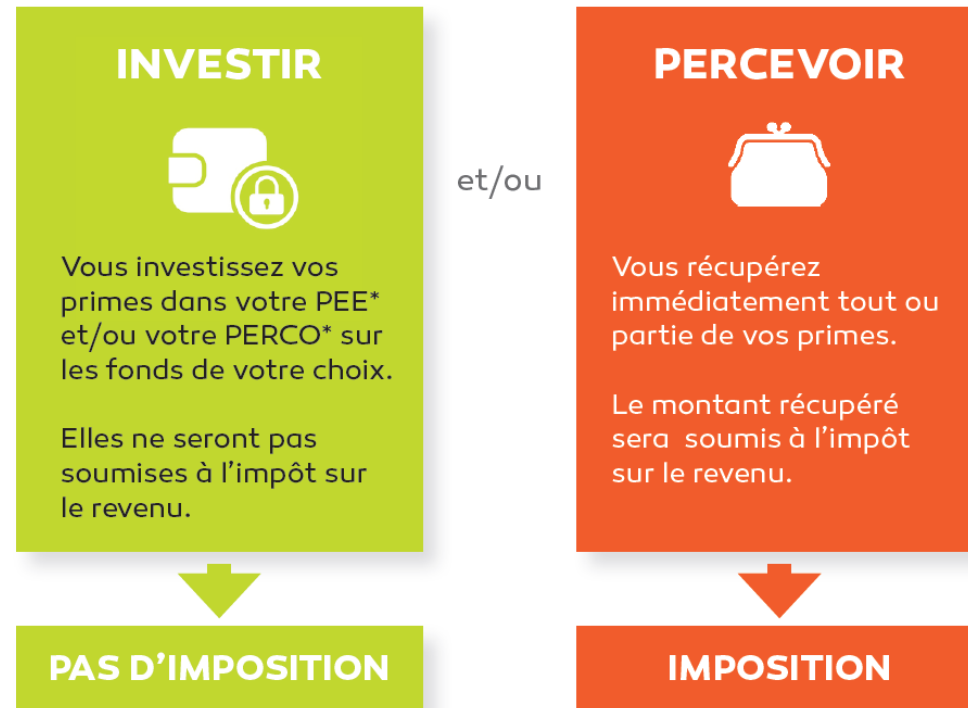 INVESTIR
Vous investissez vos
primes dans votre PEE*
et/ou votre PERCO* sur
les fonds de votre choix.
Elles ne seront pas
soumises à l'impôt sur
le revenu.
PAS D'IMPOSITION
et/ou
PERCEVOIR
Vous récupérez
immédiatement tout ou
partie de vos primes.
Le montant récupéré
sera soumis à l'impôt
sur le revenu.
IMPOSITION